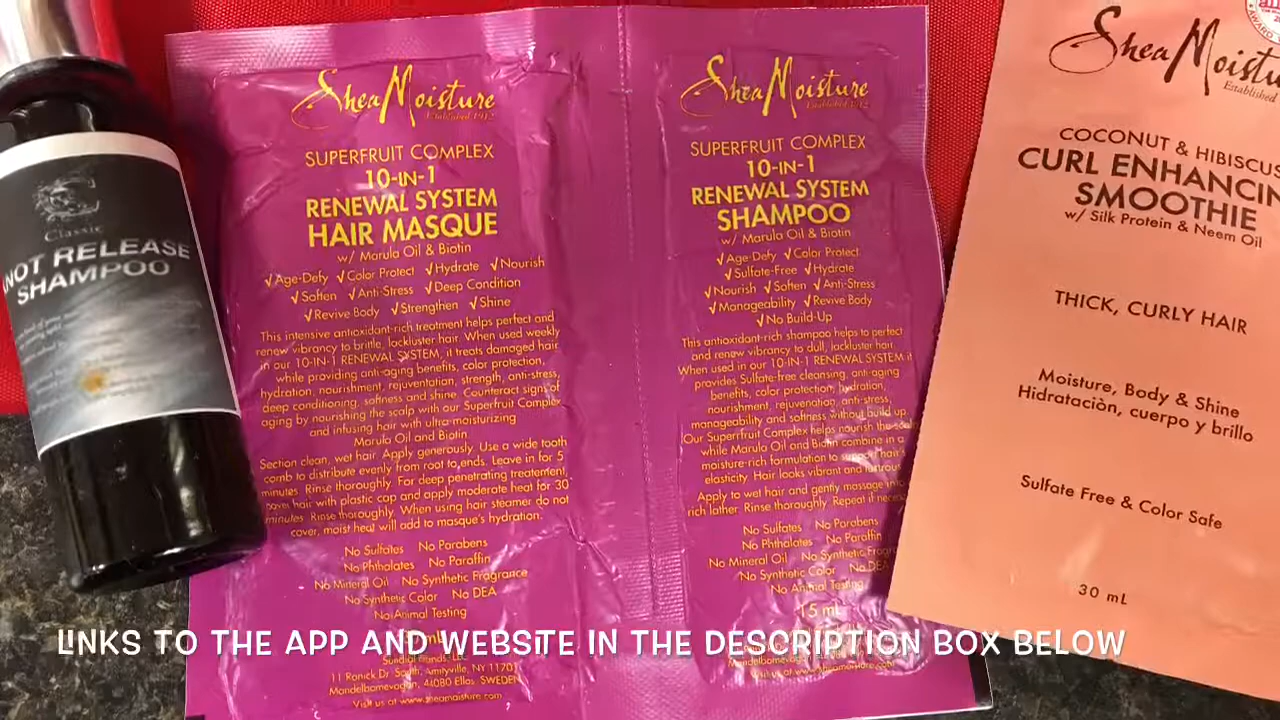 Classic
NOT RELEASE
SHAMPOO
SheaMoisture
Established 1912
SUPERFRUIT COMPLEX
10-IN-1
RENEWAL SYSTEM
HAIR MASQUE
w/ Marula Oil & Biotin
√Age-Defy √Color Protect √Hydrate √Nourish
√Soften √Anti-Stress √Deep Condition
√Revive Body √Strengthen √Shine
This intensive antioxidant-rich treatment helps perfect and
renew vibrancy to brittle, lackluster hair. When used weekly
in our 10-IN-1 RENEWAL SYSTEM, it treats damaged hair
while providing anti-aging benefits, color protection,
hydration, nourishment, rejuvenation, strength, anti-stress,
deep conditioning, softness and shine. Counteract signs of
aging by nourishing the scalp with our Superfruit Complex
and infusing hair with ultra-moisturizing
Marula Oil and Biotin.
Section clean, wet hair. Apply generously. Use a wide tooth
comb to distribute evenly from root to ends. Leave in for 5
minutes. Rinse thoroughly. For deep penetrating treatment,
cover hair with plastic cap and apply moderate heat for 30
minutes. Rinse thoroughly. When using hair steamer do not
cover, moist heat will add to masque's hydration.
No Sulfates No Parabens
No Phthalates No Paraffin
No Mineral Oil No Synthetic Fragrance
No Synthetic Color No DEA
No Animal Testing
Sundial Brands, LLC
11 Ranick Dr. South, Amityville, NY 11701
Mandelbamevagen, 44080 Ellos SWEDEN
Visit us at www.sheamoisture.com
SheaMoisture
Established 1912
SUPERFRUIT COMPLEX
10-IN-1
RENEWAL SYSTEM
SHAMPOO
w/ Marula Oil & Biotin
√Age-Defy √Color Protect
√Sulfate-Free √Hydrate
√Nourish √Soften √Anti-Stress
√Manageability √Revive Body
√No Build-Up
This antioxidant-rich shampoo helps to perfect
and renew vibrancy to dull, lackluster hair.
When used in our 10-IN-1 RENEWAL SYSTEM it
provides Sulfate-free cleansing, anti-aging
benefits, color protection, hydration,
nourishment, rejuvenation, anti-stress,
manageability and softness without build up.
Our Superfruit Complex helps nourish the
while Marula Oil and Biotin combine in a
moisture-rich formulation to support hair's
elasticity. Hair looks vibrant and lustrous.
Apply to wet hair and gently massage
rich lather. Rinse thoroughly. Repeat if
No Sulfates No Parabens
No Phthalates No Paraffin
No Mineral Oil No Synthetic
No Synthetic Color No DEA
No Animal Testing
15 mL
Visit us at www.sheamoisture.com
Shea Moistu
Established
COCONUT & HIBISCUS
CURL ENHANCIN
SMOOTHIE
w/ Silk Protein & Neem Oil
THICK, CURLY HAIR
Moisture, Body & Shine
Hidrataciòn, cuerpo y brillo
Sulfate Free & Color Safe
30 mL
LINKS TO THE APP AND WEBSITE IN THE DESCRIPTION BOX BELOW